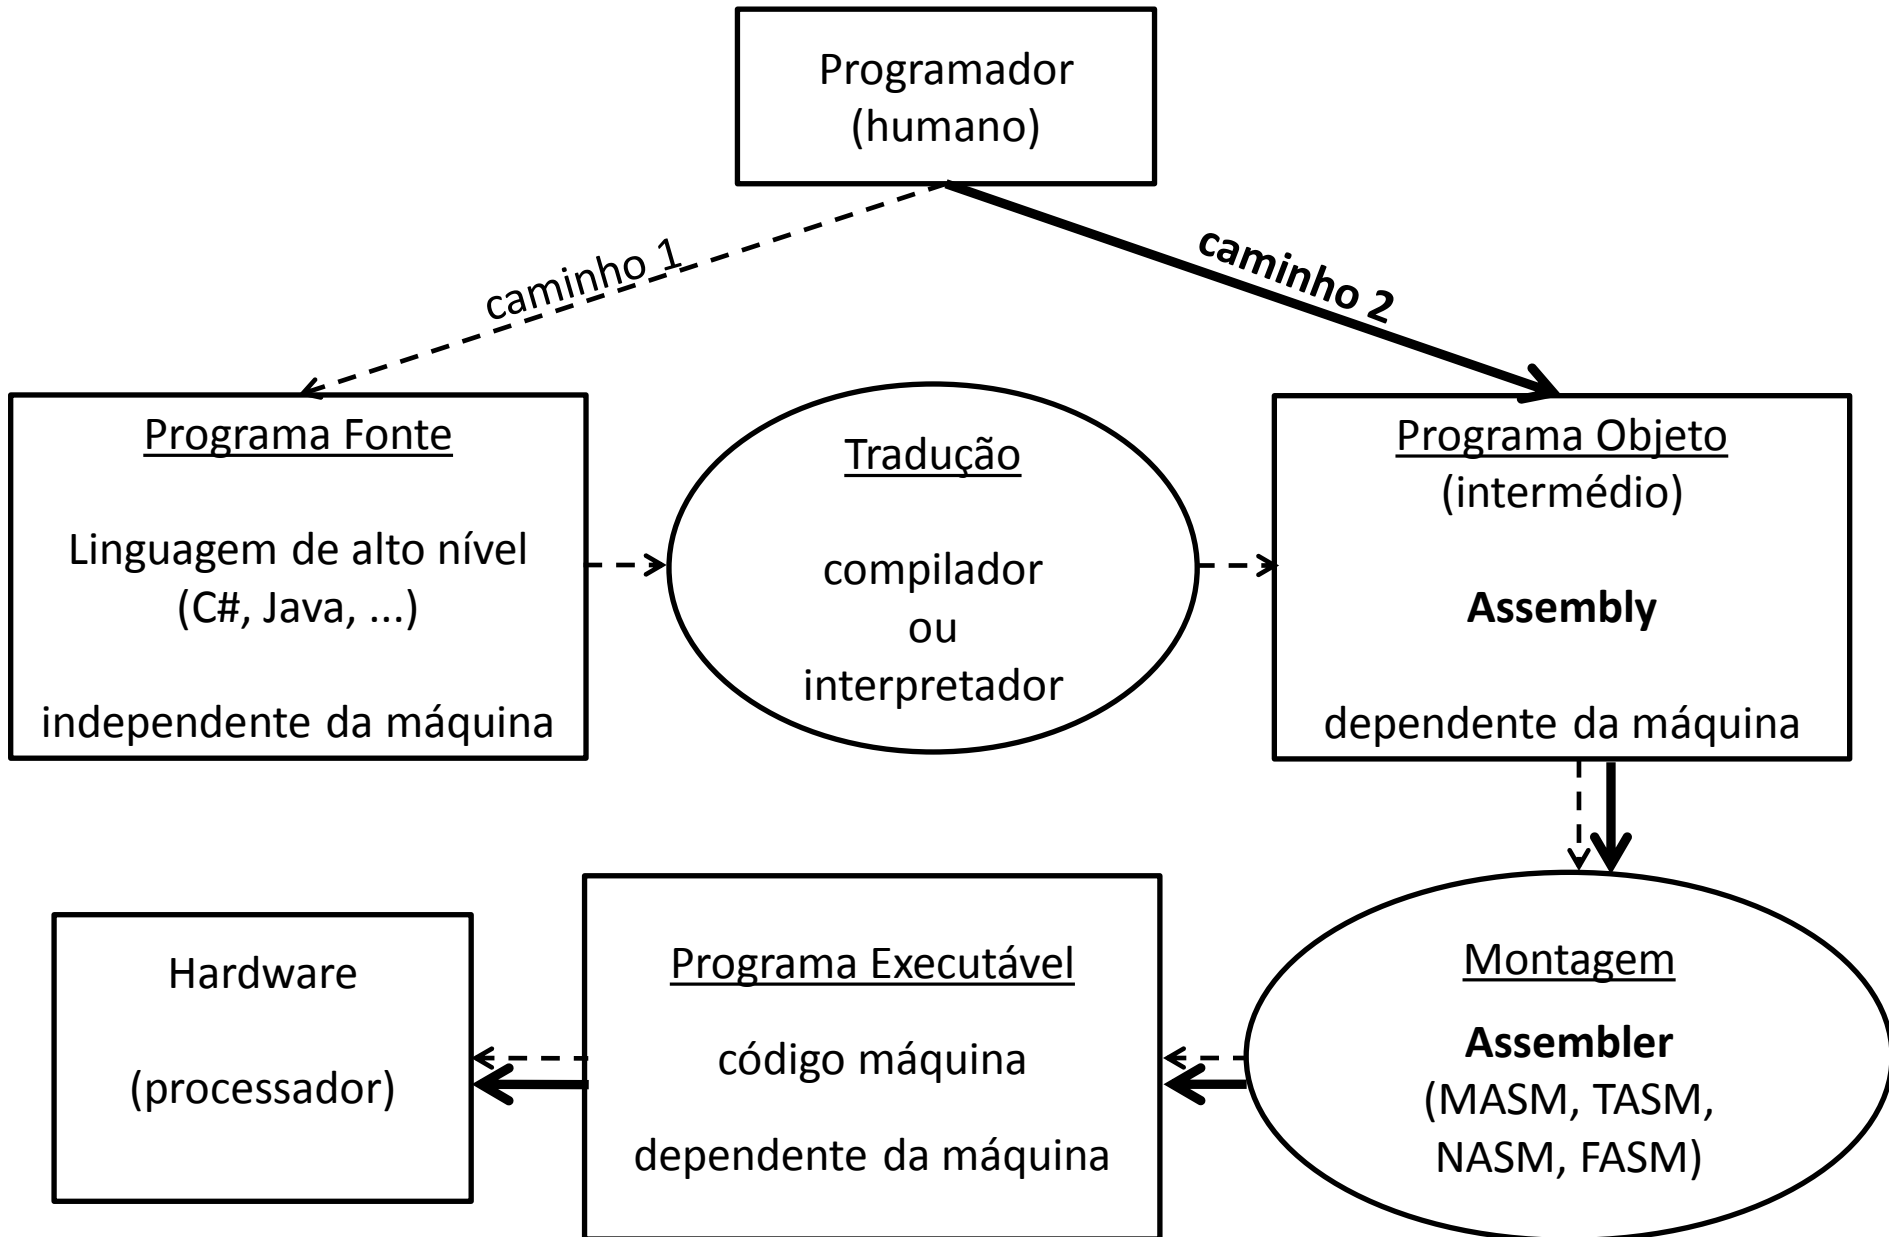 Programador
(humano)
caminho 1
caminho 2
Programa Fonte
Linguagem de alto nível
(C#, Java, ...)
independente da máquina
Tradução
compilador
ou
interpretador
Programa Objeto
(intermédio)
Assembly
dependente da máquina
Hardware
(processador)
Programa Executável
código máquina
dependente da máquina
Montagem
Assembler
(MASM, TASM,
NASM, FASM)